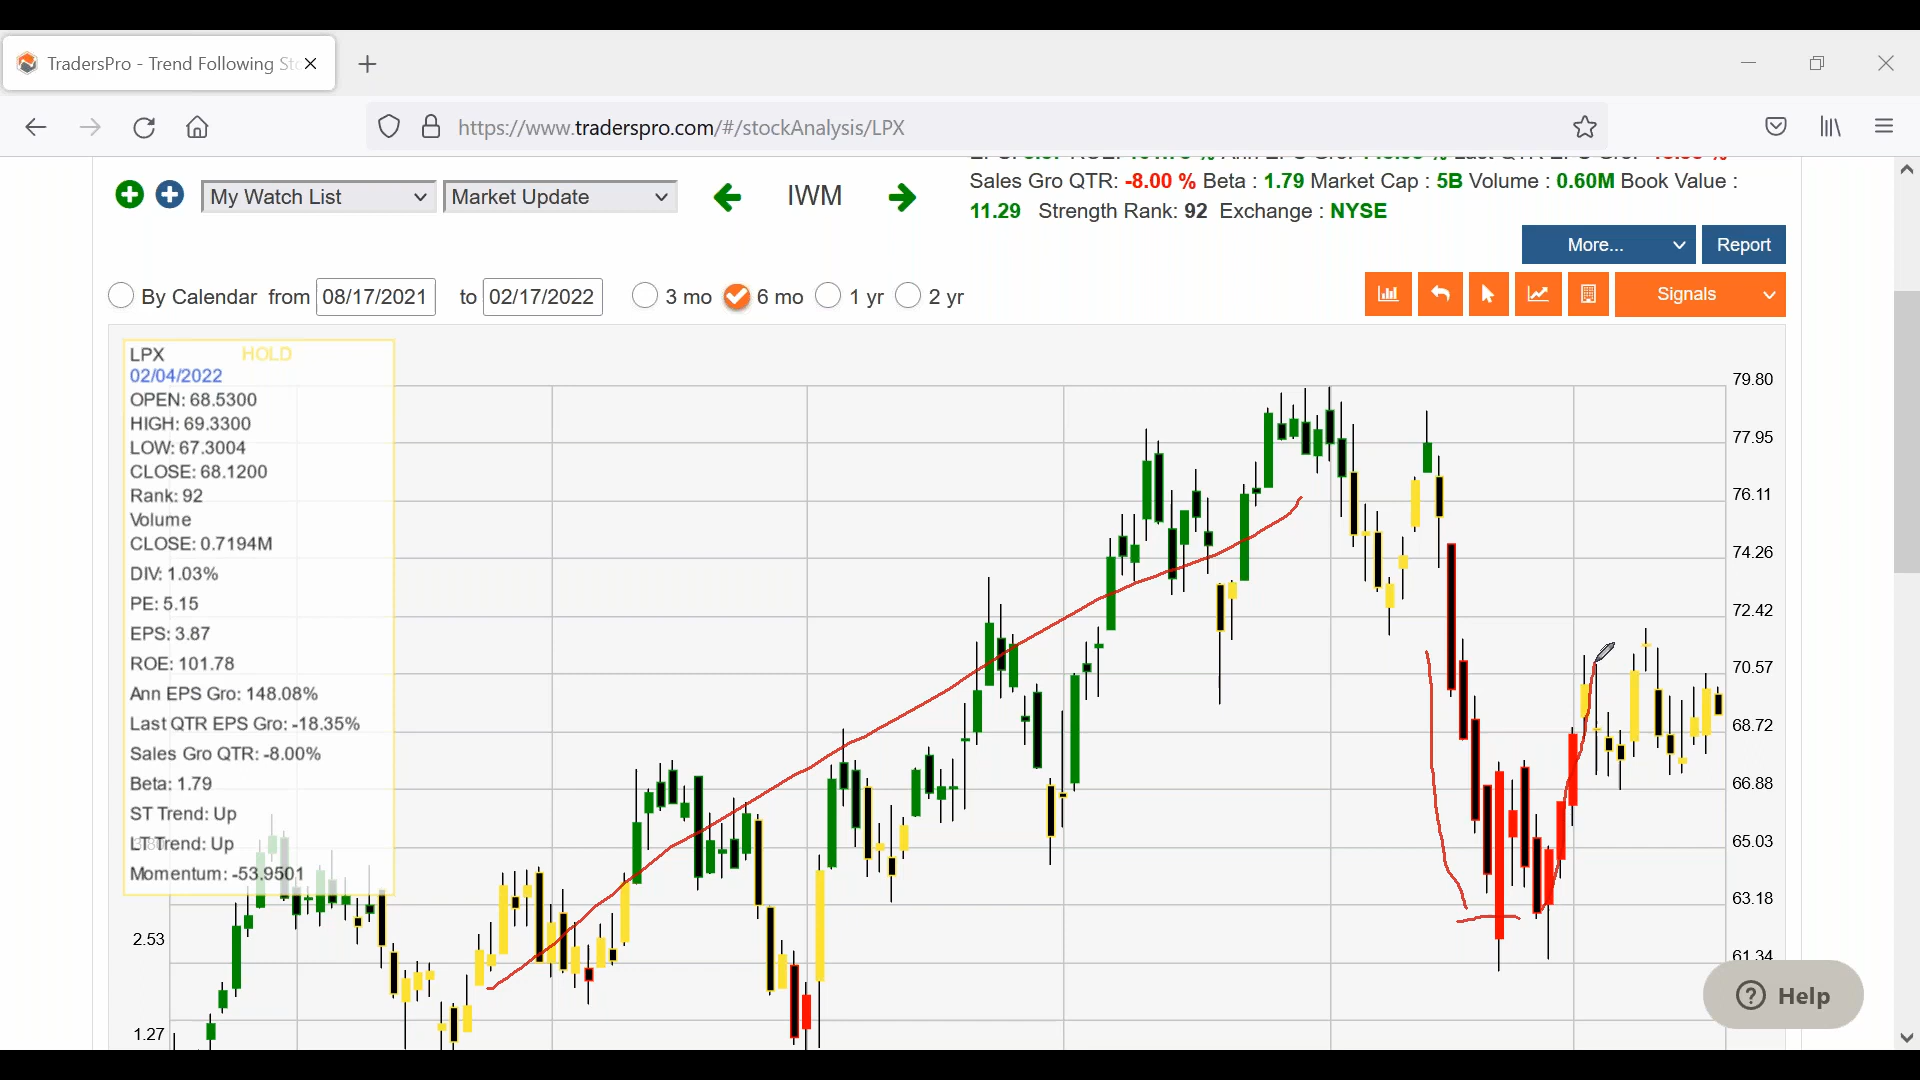 TradersPro - Trend Following Sto
https://www.traderspro.com/#/stockAnalysis/LPX
My Watch List
Market Update
IWM
Sales Gro QTR: -8.00 % Beta : 1.79 Market Cap : 5B Volume : 0.60M Book Value :
11.29 Strength Rank: 92 Exchange : NYSE
More...
Report
By Calendar from 08/17/2021 to 02/17/2022 3 mo 6 mo 1 yr 2 yr
Signals
LPX HOLD
02/04/2022
OPEN: 68.5300
HIGH: 69.3300
LOW: 67.3004
CLOSE: 68.1200
Rank: 92
Volume
CLOSE: 0.7194M
DIV: 1.03%
PE: 5.15
EPS: 3.87
ROE: 101.78
Ann EPS Gro: 148.08%
Last QTR EPS Gro: -18.35%
Sales Gro QTR: -8.00%
Beta: 1.79
ST Trend: Up
LT Trend: Up
Momentum: -53.9501
2.53
1.27
79.80
77.95
76.11
74.26
72.42
70.57
68.72
66.88
65.03
63.18
61.34
Help